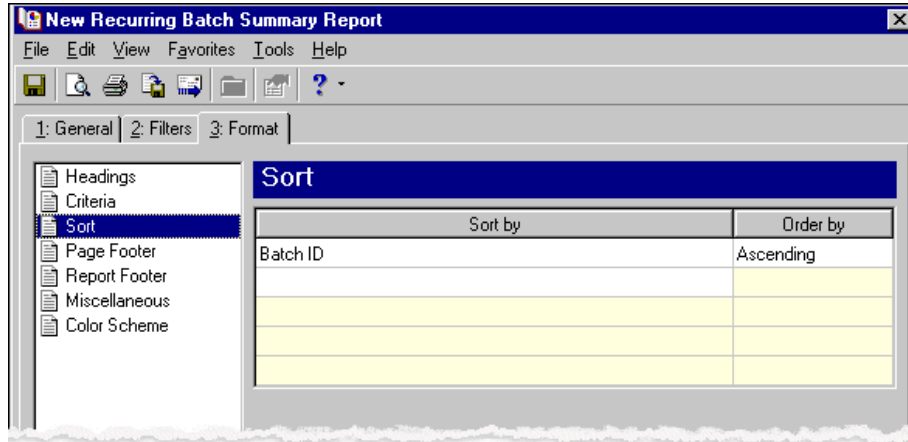 New Recurring Batch Summary Report
File Edit View Favorites Tools Help
?
1: General 2: Filters 3: Format
Headings
Criteria
Sort
Page Footer
Report Footer
Miscellaneous
Color Scheme
Sort
Sort by Order by
Batch ID Ascending